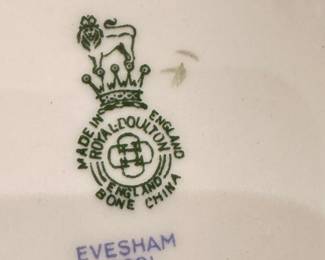 MADE IN ENGLAND
ROYAL·DOULTON
ENGLAND
BONE CHINA
EVESHAM